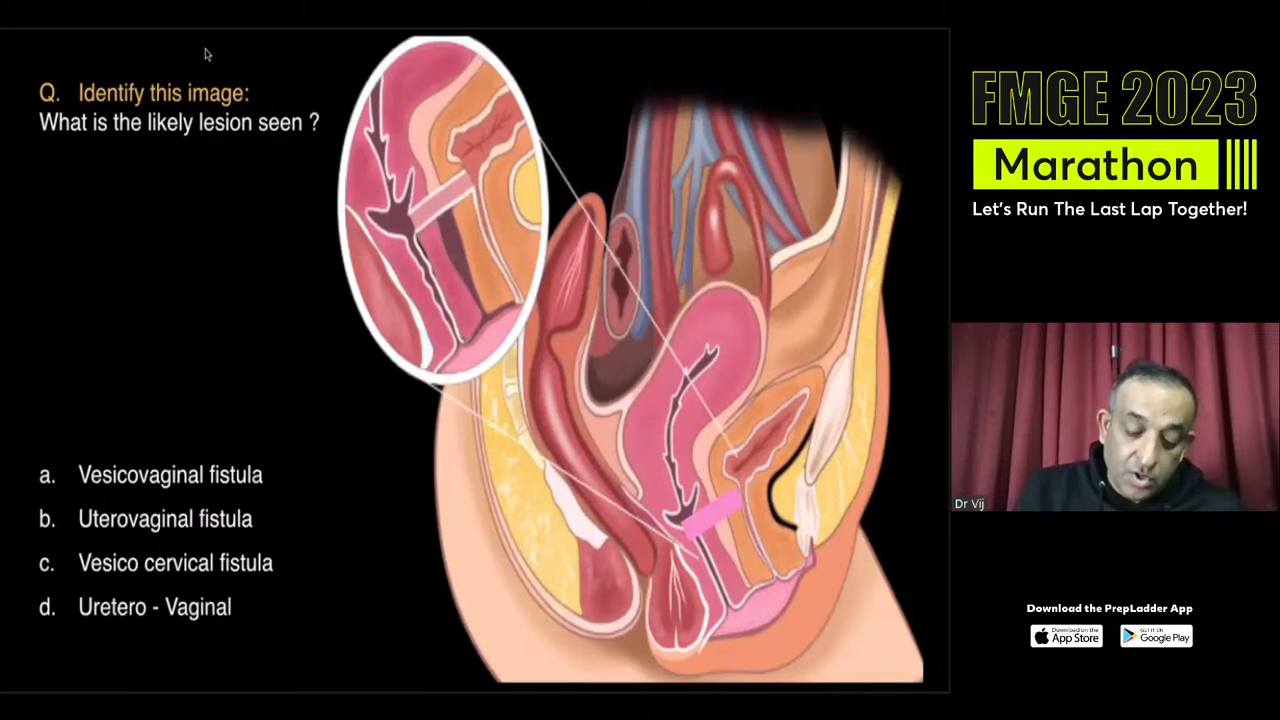 Q. Identify this image:
What is the likely lesion seen ?
a. Vesicovaginal fistula
b. Uterovaginal fistula
c. Vesico cervical fistula
d. Uretero - Vaginal
FMGE 2023
Marathon
Let's Run The Last Lap Together!
Dr Vij
Download the PrepLadder App
Download on the
App Store
GET IT ON
Google Play